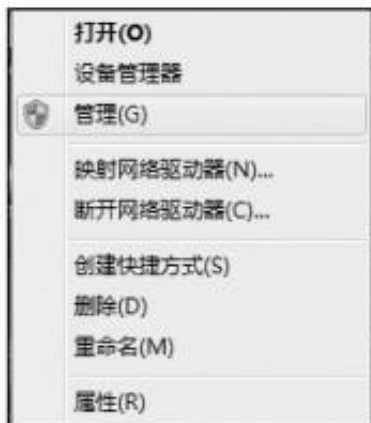 打开(O)
设备管理器
管理(G)
映射网络驱动器(N)...
断开网络驱动器(C)...
创建快捷方式(S)
删除(D)
重命名(M)
属性(R)